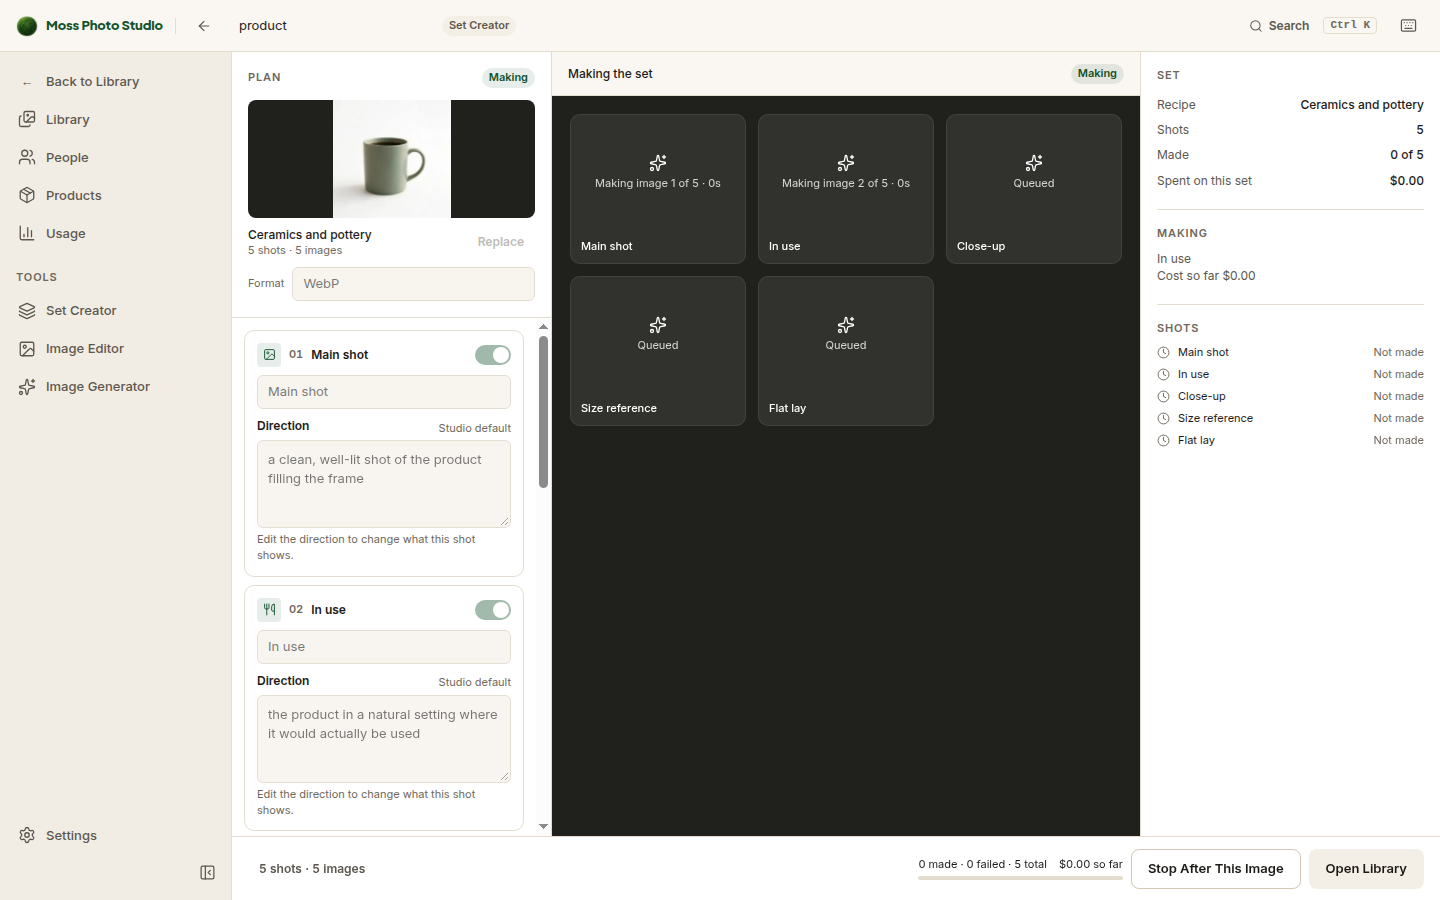 Moss Photo Studio
product
Set Creator
Search
Ctrl K
← Back to Library
Library
People
Products
Usage
TOOLS
Set Creator
Image Editor
Image Generator
Settings
PLAN
Making
Ceramics and pottery
5 shots · 5 images
Replace
Format
WebP
01 Main shot
Main shot
Direction
Studio default
a clean, well-lit shot of the product
filling the frame
Edit the direction to change what this shot
shows.
02 In use
In use
Direction
Studio default
the product in a natural setting where
it would actually be used
Edit the direction to change what this shot
shows.
Making the set
Making
Making image 1 of 5 · 0s
Main shot
Making image 2 of 5 · 0s
In use
Queued
Close-up
Queued
Size reference
Queued
Flat lay
SET
Recipe Ceramics and pottery
Shots 5
Made 0 of 5
Spent on this set $0.00
MAKING
In use
Cost so far $0.00
SHOTS
Main shot Not made
In use Not made
Close-up Not made
Size reference Not made
Flat lay Not made
5 shots · 5 images
0 made · 0 failed · 5 total $0.00 so far
Stop After This Image
Open Library